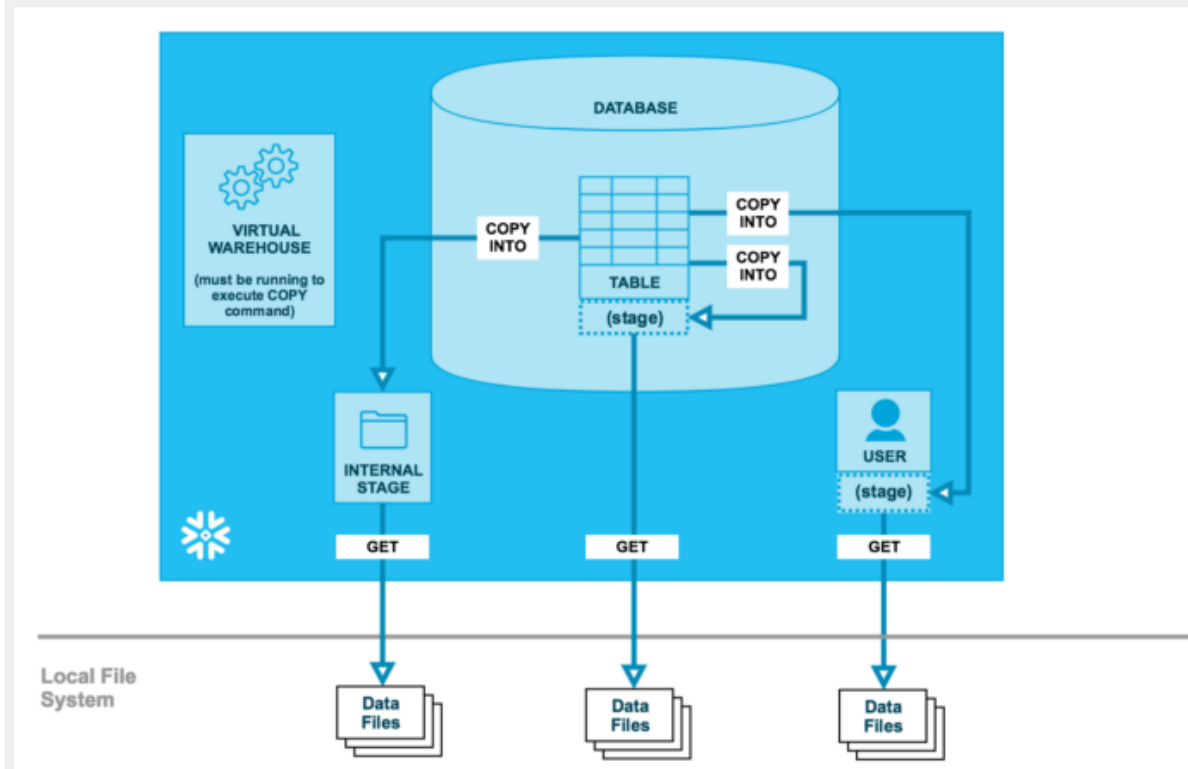 DATABASE
VIRTUAL
WAREHOUSE
(must be running to
execute COPY
command)
COPY
INTO
COPY
INTO
COPY
INTO
TABLE
(stage)
INTERNAL
STAGE
USER
(stage)
GET
GET
GET
Local File
System
Data
Files
Data
Files
Data
Files